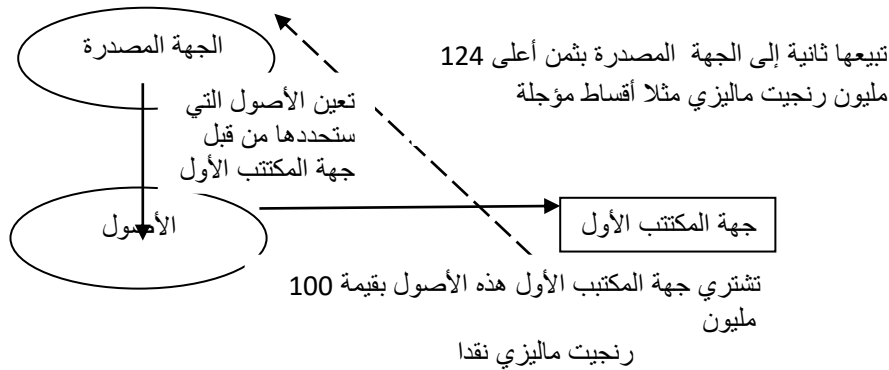 الجهة المصدرة
تبيعها ثانية إلى الجهة المصدرة بثمن أعلى 124
مليون رنجيت ماليزي مثلا أقساط مؤجلة
تعين الأصول التي
ستحددها من قبل
جهة المكتتب الأول
الأصول
جهة المكتتب الأول
تشتري جهة المكتبب الأول هذه الأصول بقيمة 100
مليون
رنجيت ماليزي نقدا